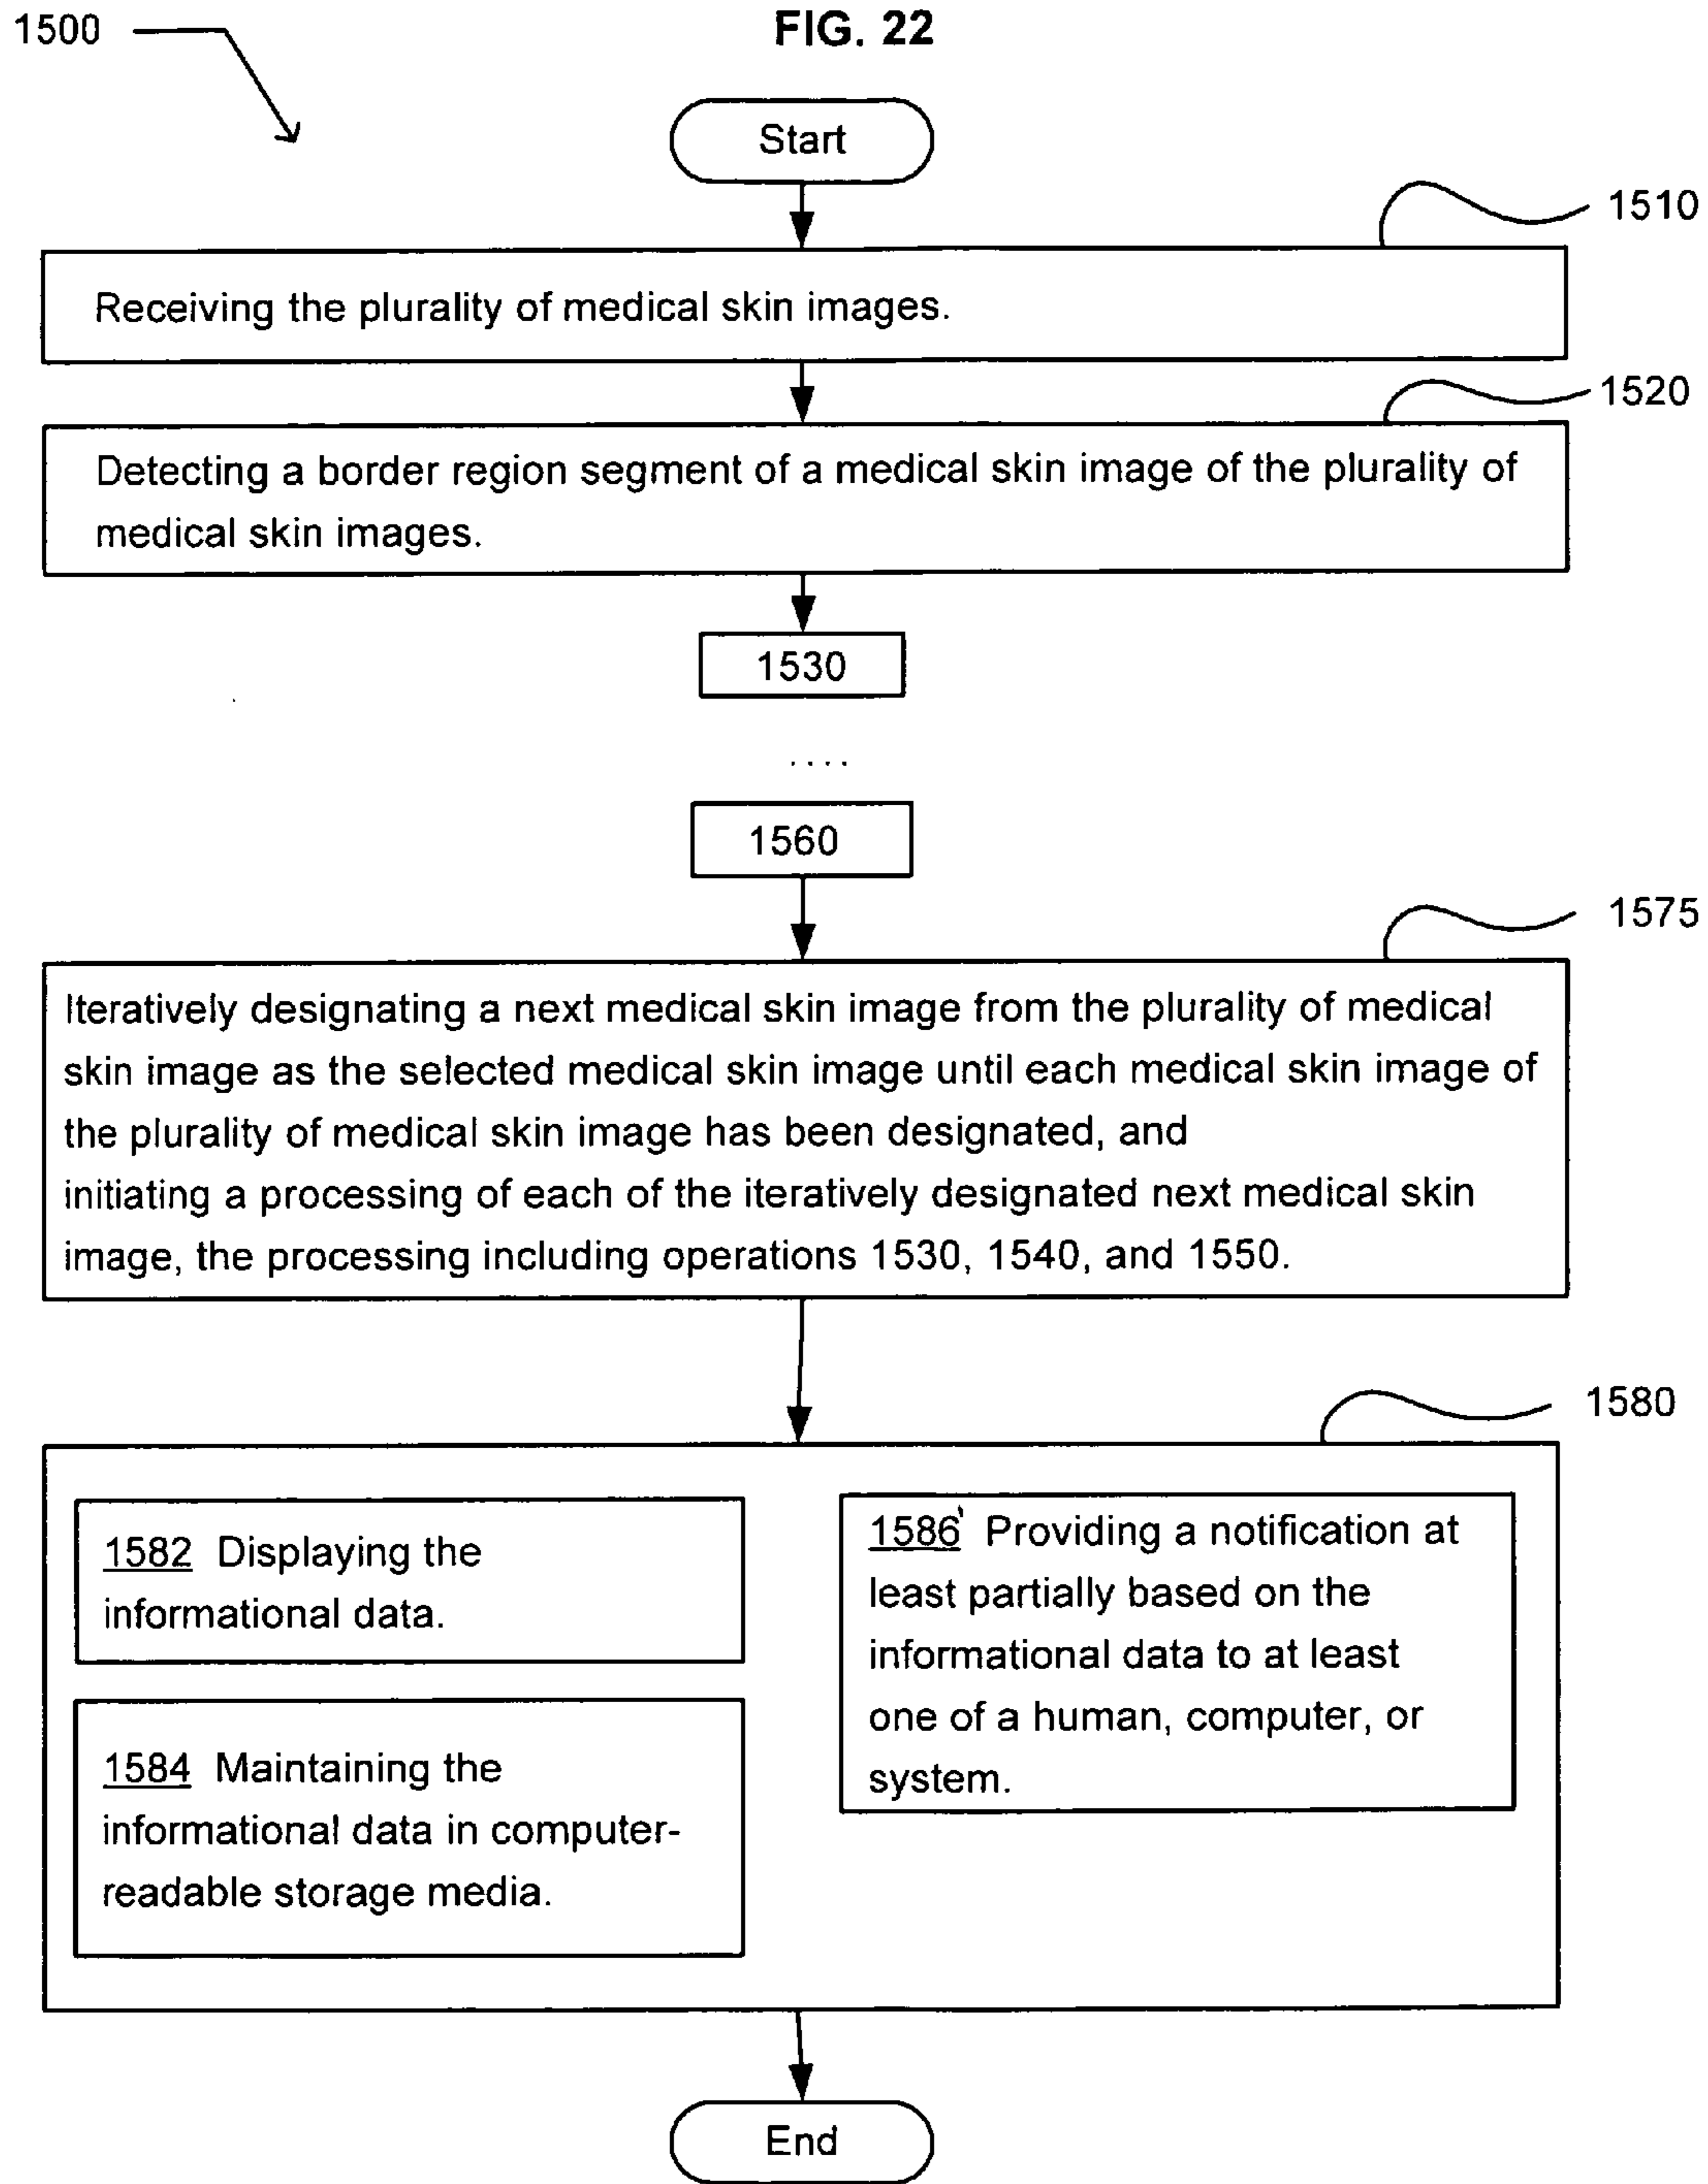 FIG. 22
1500
Start
1510
Receiving the plurality of medical skin images.
1520
Detecting a border region segment of a medical skin image of the plurality of
medical skin images.
1530
....
1560
1575
Iteratively designating a next medical skin image from the plurality of medical
skin image as the selected medical skin image until each medical skin image of
the plurality of medical skin image has been designated, and
initiating a processing of each of the iteratively designated next medical skin
image, the processing including operations 1530, 1540, and 1550.
1580
1582 Displaying the
informational data.
1584 Maintaining the
informational data in computer-
readable storage media.
1586 Providing a notification at
least partially based on the
informational data to at least
one of a human, computer, or
system.
End